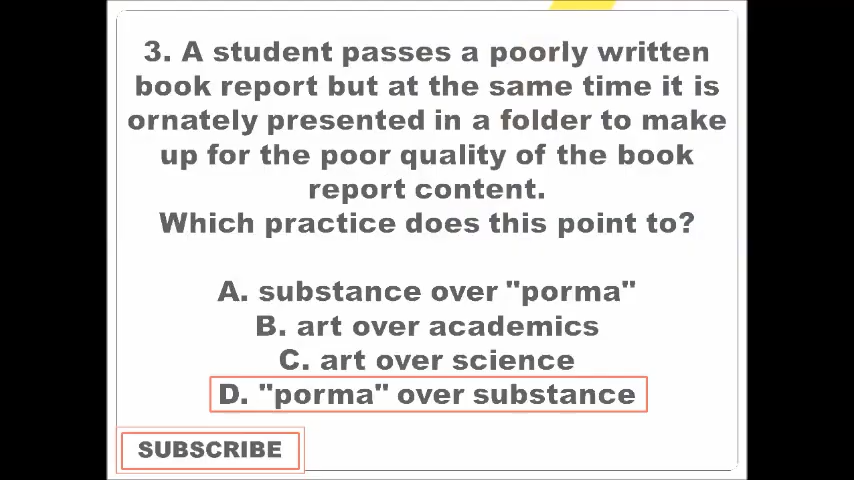 3. A student passes a poorly written
book report but at the same time it is
ornately presented in a folder to make
up for the poor quality of the book
report content.
Which practice does this point to?
A. substance over "porma"
B. art over academics
C. art over science
D. "porma" over substance
SUBSCRIBE